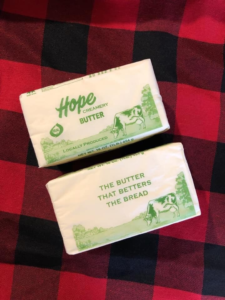 Hope
CREAMERY
BUTTER
THE BUTTER
THAT BETTERS
THE BREAD